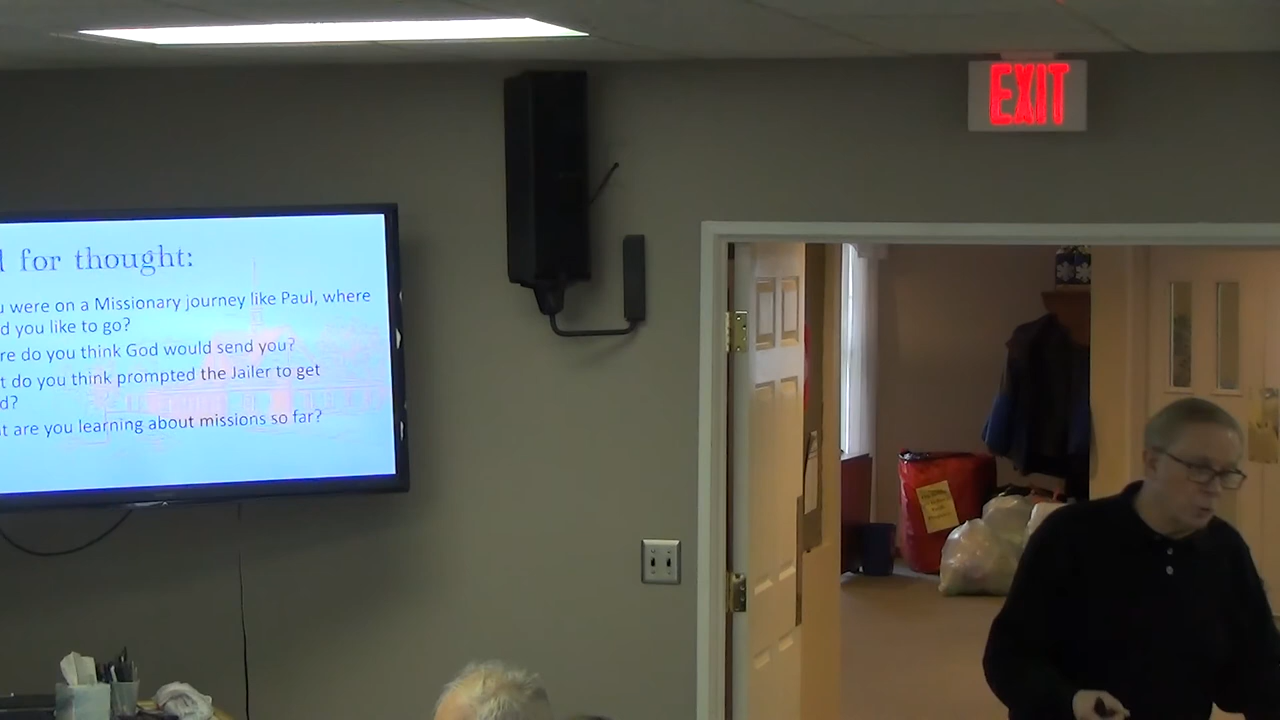 EXIT
for thought:
were on a Missionary journey like Paul, where
you like to go?
do you think God would send you?
do you think prompted the Jailer to get
are you learning about missions so far?